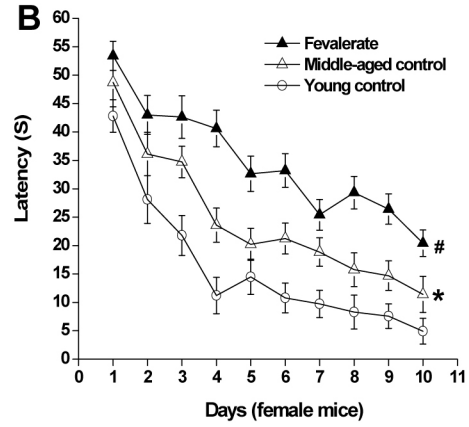 B
60
55
50
45
40
35
30
25
20
15
10
5
0
Latency (S)
Fevalerate
Middle-aged control
Young control
#
*
0 1 2 3 4 5 6 7 8 9 10 11
Days (female mice)